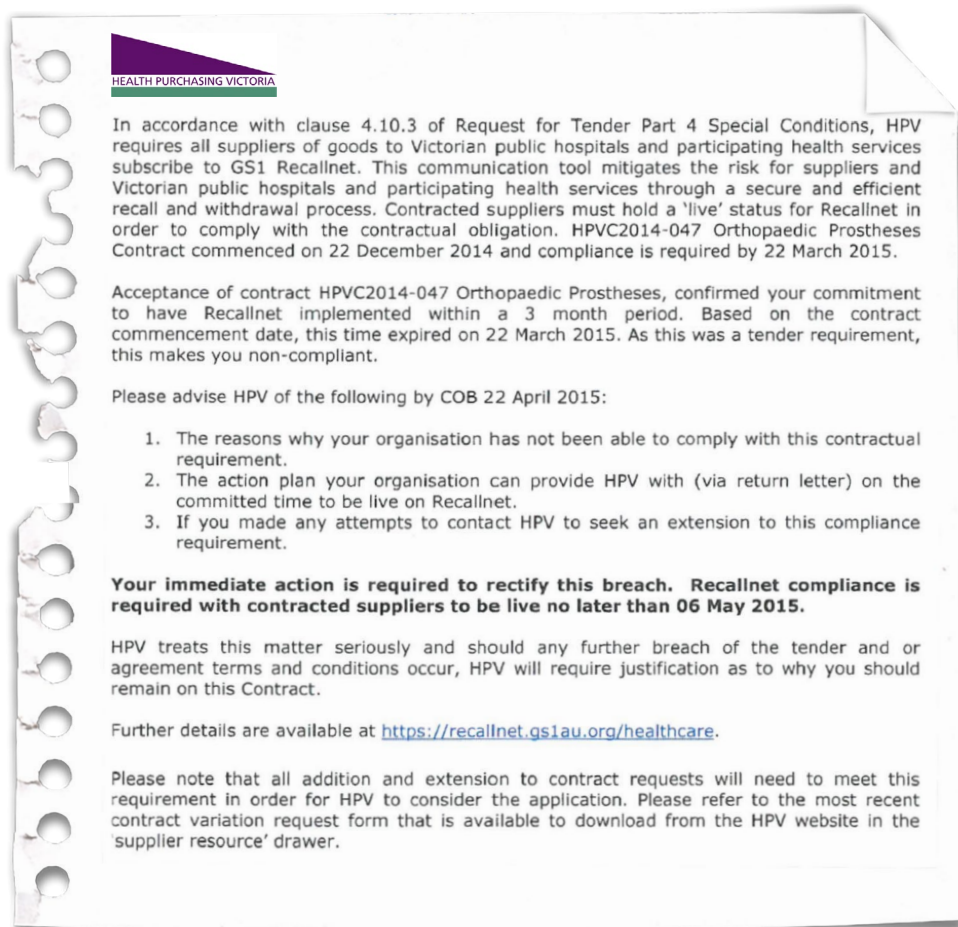 HEALTH PURCHASING VICTORIA
In accordance with clause 4.10.3 of Request for Tender Part 4 Special Conditions, HPV
requires all suppliers of goods to Victorian public hospitals and participating health services
subscribe to GS1 Recallnet. This communication tool mitigates the risk for suppliers and
Victorian public hospitals and participating health services through a secure and efficient
recall and withdrawal process. Contracted suppliers must hold a 'live' status for Recallnet in
order to comply with the contractual obligation. HPVC2014-047 Orthopaedic Prostheses
Contract commenced on 22 December 2014 and compliance is required by 22 March 2015.
Acceptance of contract HPVC2014-047 Orthopaedic Prostheses, confirmed your commitment
to have Recallnet implemented within a 3 month period. Based on the contract
commencement date, this time expired on 22 March 2015. As this was a tender requirement,
this makes you non-compliant.
Please advise HPV of the following by COB 22 April 2015:
1. The reasons why your organisation has not been able to comply with this contractual
requirement.
2. The action plan your organisation can provide HPV with (via return letter) on the
committed time to be live on Recallnet.
3. If you made any attempts to contact HPV to seek an extension to this compliance
requirement.
Your immediate action is required to rectify this breach. Recallnet compliance is
required with contracted suppliers to be live no later than 06 May 2015.
HPV treats this matter seriously and should any further breach of the tender and or
agreement terms and conditions occur, HPV will require justification as to why you should
remain on this Contract.
Further details are available at https://recallnet.gs1au.org/healthcare.
Please note that all addition and extension to contract requests will need to meet this
requirement in order for HPV to consider the application. Please refer to the most recent
contract variation request form that is available to download from the HPV website in the
'supplier resource' drawer.